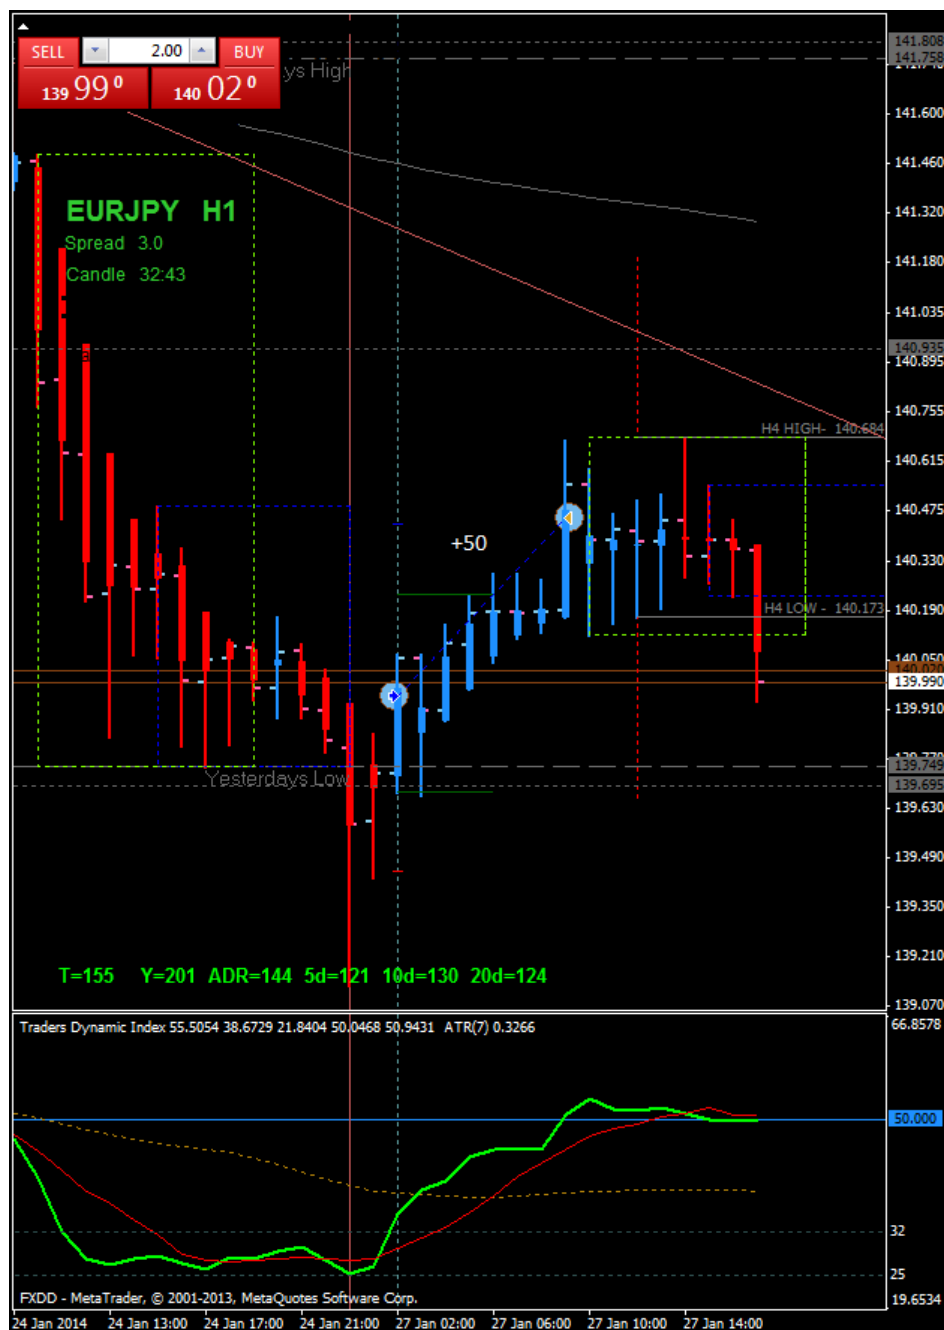 SELL 2.00 BUY
139 99 0 140 02 0
ys High
EURJPY H1
Spread 3.0
Candle 32:43
+50
H4 HIGH- 140.684
H4 LOW - 140.173
Yesterdays Low
T=155 Y=201 ADR=144 5d=121 10d=130 20d=124
141.808
141.758
141.600
141.460
141.320
141.180
141.035
140.935
140.895
140.755
140.615
140.475
140.330
140.190
140.050
140.020
139.990
139.910
139.749
139.695
139.630
139.490
139.350
139.210
139.070
Traders Dynamic Index 55.5054 38.6729 21.8404 50.0468 50.9431 ATR(7) 0.3266
66.8578
50.000
32
25
19.6534
FXDD - MetaTrader, © 2001-2013, MetaQuotes Software Corp.
24 Jan 2014 24 Jan 13:00 24 Jan 17:00 24 Jan 21:00 27 Jan 02:00 27 Jan 06:00 27 Jan 10:00 27 Jan 14:00